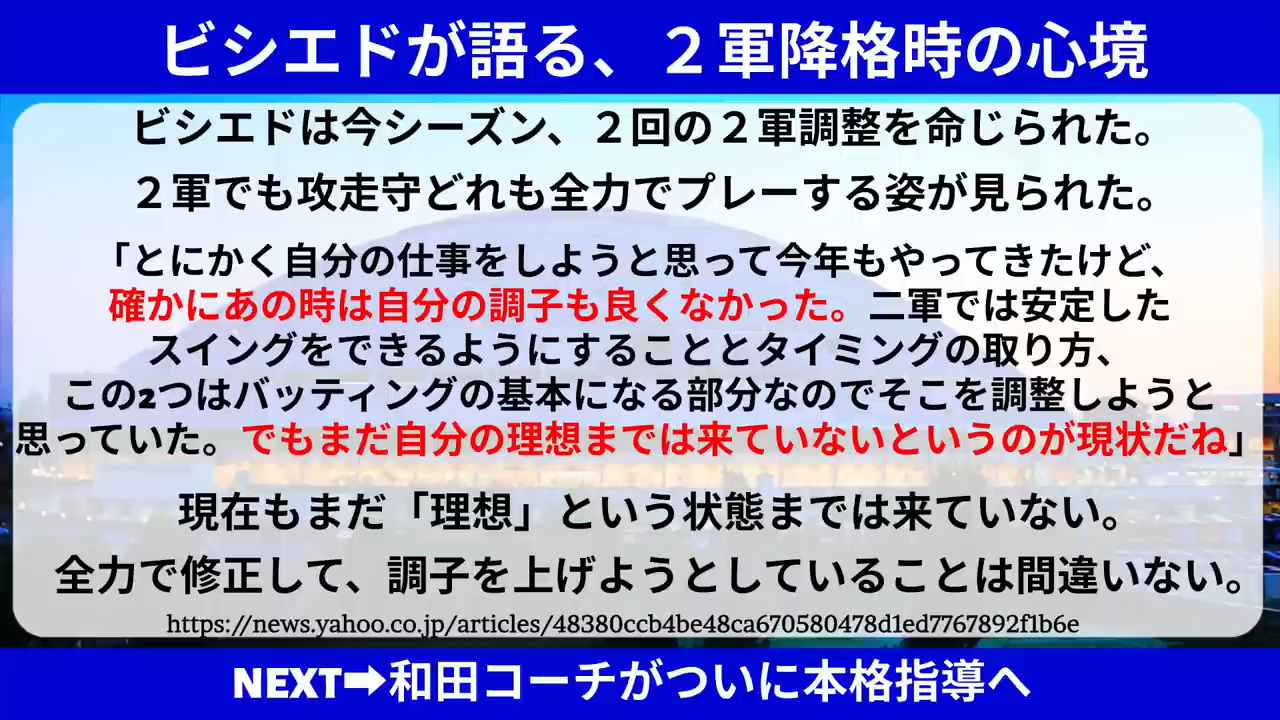 ビシエドが語る、２軍降格時の心境
ビシエドは今シーズン、２回の２軍調整を命じられた。
２軍でも攻走守どれも全力でプレーする姿が見られた。
「とにかく自分の仕事をしようと思って今年もやってきたけど、
確かにあの時は自分の調子も良くなかった。二軍では安定した
スイングをできるようにすることとタイミングの取り方、
この2つはバッティングの基本になる部分なのでそこを調整しようと
思っていた。でもまだ自分の理想までは来ていないというのが現状だね」
現在もまだ「理想」という状態までは来ていない。
全力で修正して、調子を上げようとしていることは間違いない。
https://news.yahoo.co.jp/articles/48380ccb4be48ca670580478d1ed7767892f1b6e
NEXT➡和田コーチがついに本格指導へ